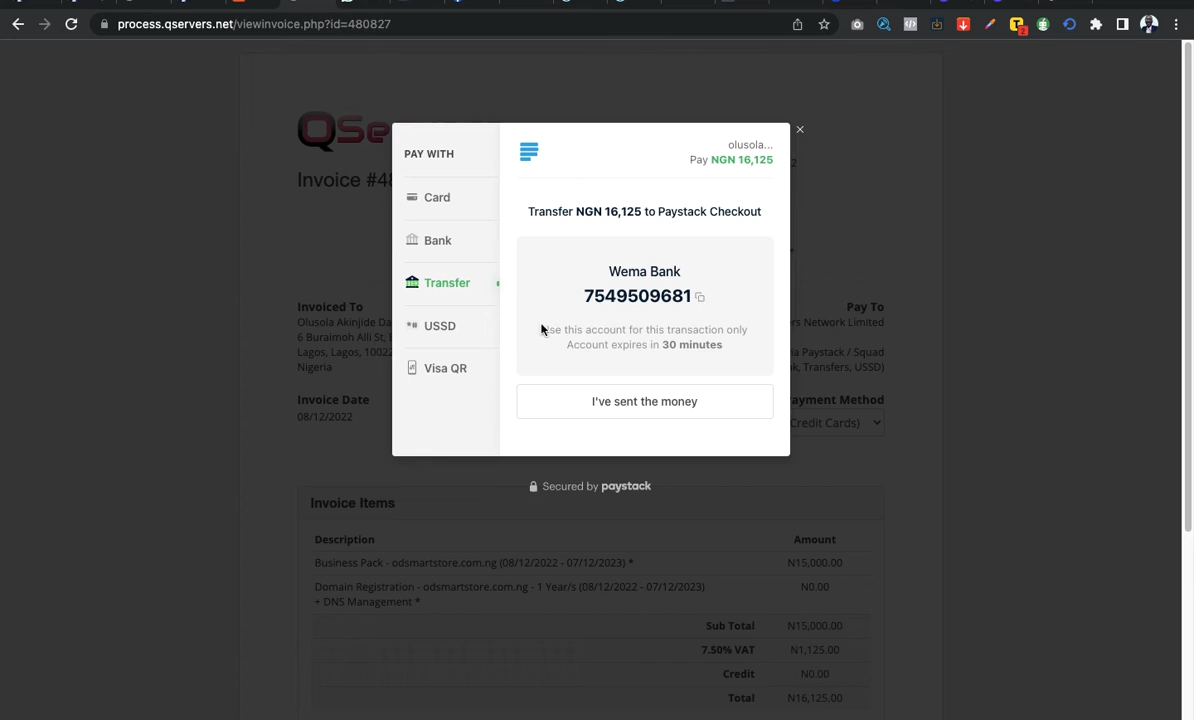 process.qservers.net/viewinvoice.php?id=480827
2
QSe
Invoice #48
PAY WITH
Card
Bank
Transfer
USSD
Visa QR
olusola...
Pay NGN 16,125
Transfer NGN 16,125 to Paystack Checkout
Wema Bank
7549509681
use this account for this transaction only
Account expires in 30 minutes
I've sent the money
Secured by paystack
Invoiced To
Olusola Akinjide Da
6 Buraimoh Alli St,
Lagos, Lagos, 10022
Nigeria
Invoice Date
08/12/2022
Pay To
rs Network Limited
ia Paystack / Squad
k, Transfers, USSD)
ayment Method
Credit Cards)
Invoice Items
Description Amount
Business Pack - odsmartstore.com.ng (08/12/2022 - 07/12/2023) * N15,000.00
Domain Registration - odsmartstore.com.ng - 1 Year/s (08/12/2022 - 07/12/2023) N0.00
+ DNS Management *
Sub Total N15,000.00
7.50% VAT N1,125.00
Credit N0.00
Total N16,125.00